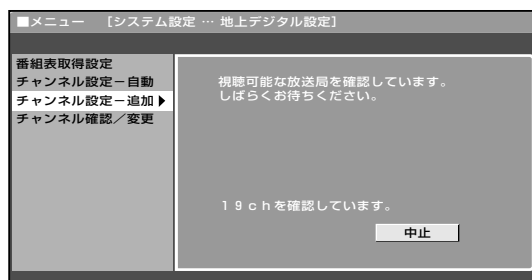 ■メニュー [システム設定 … 地上デジタル設定]
番組表取得設定
チャンネル設定－自動
チャンネル設定－追加▶
チャンネル確認／変更
視聴可能な放送局を確認しています。
しばらくお待ちください。
１９ｃｈを確認しています。
中止